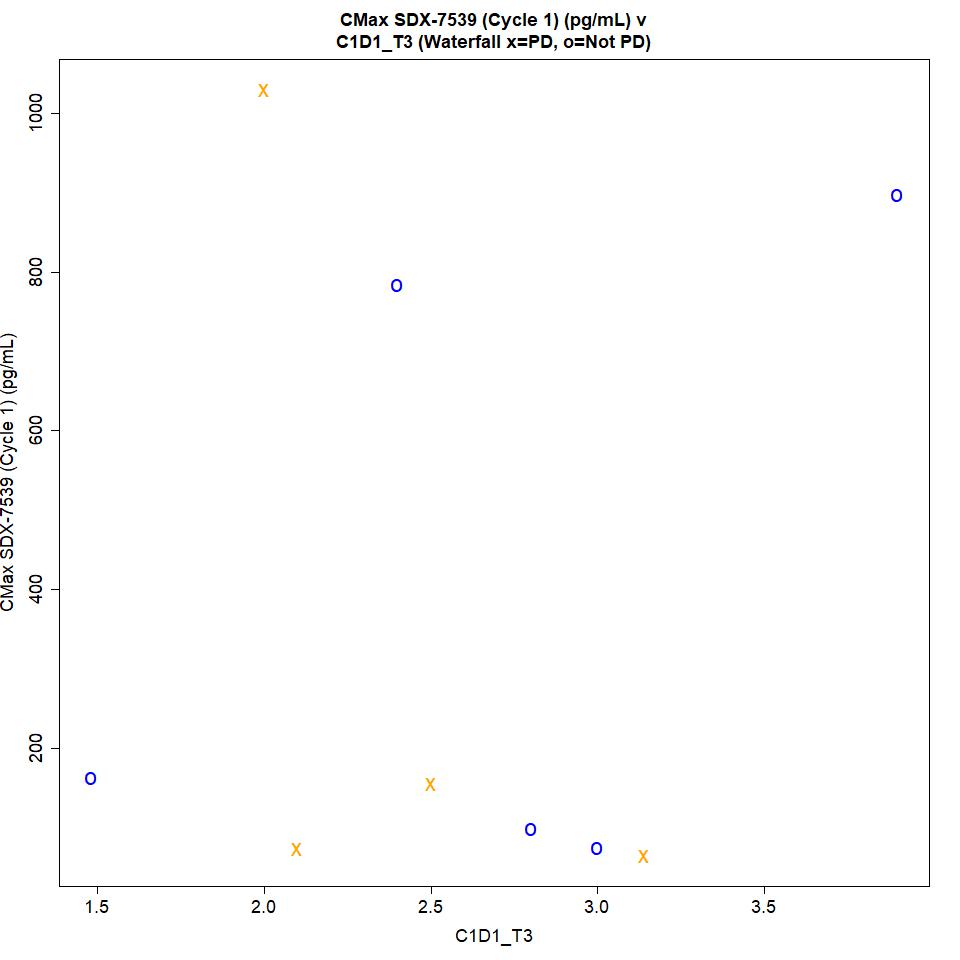 CMax SDX-7539 (Cycle 1) (pg/mL) v
C1D1_T3 (Waterfall x=PD, o=Not PD)
CMax SDX-7539 (Cycle 1) (pg/mL)
1000
800
600
400
200
X
O
O
O
X
X
O
O
X
1.5
2.0
2.5
3.0
3.5
C1D1_T3